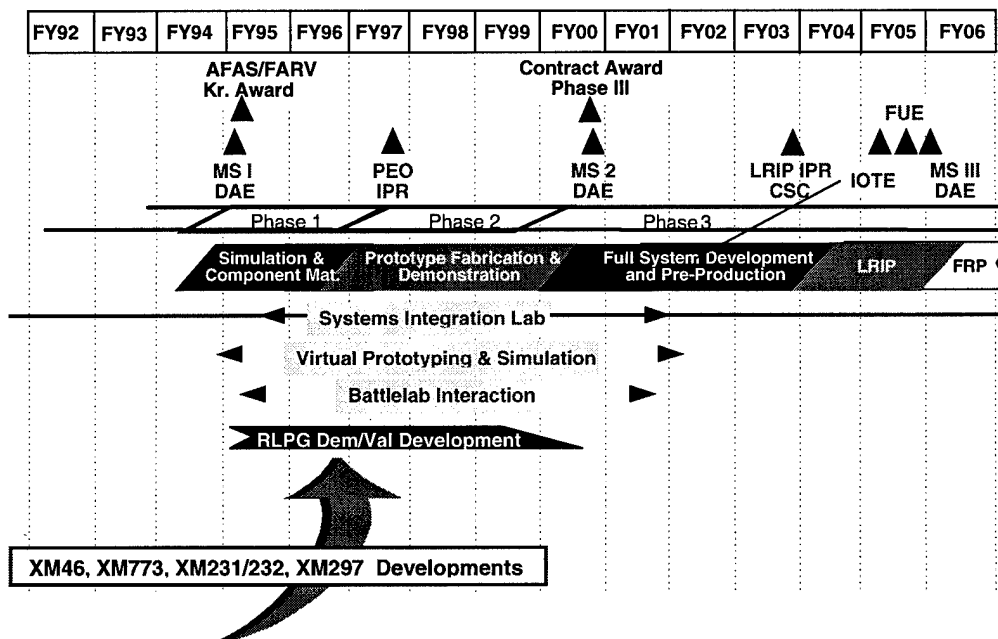 FY92 FY93 FY94 FY95 FY96 FY97 FY98 FY99 FY00 FY01 FY02 FY03 FY04 FY05 FY06
AFAS/FARV
Kr. Award
Contract Award
Phase III
FUE
MS I
DAE
PEO
IPR
MS 2
DAE
LRIP IPR
CSC
IOTE
MS III
DAE
Phase 1
Phase 2
Phase 3
Simulation &
Component Mat.
Prototype Fabrication &
Demonstration
Full System Development
and Pre-Production
LRIP
FRP
Systems Integration Lab
Virtual Prototyping & Simulation
Battlelab Interaction
RLPG Dem/Val Development
XM46, XM773, XM231/232, XM297 Developments